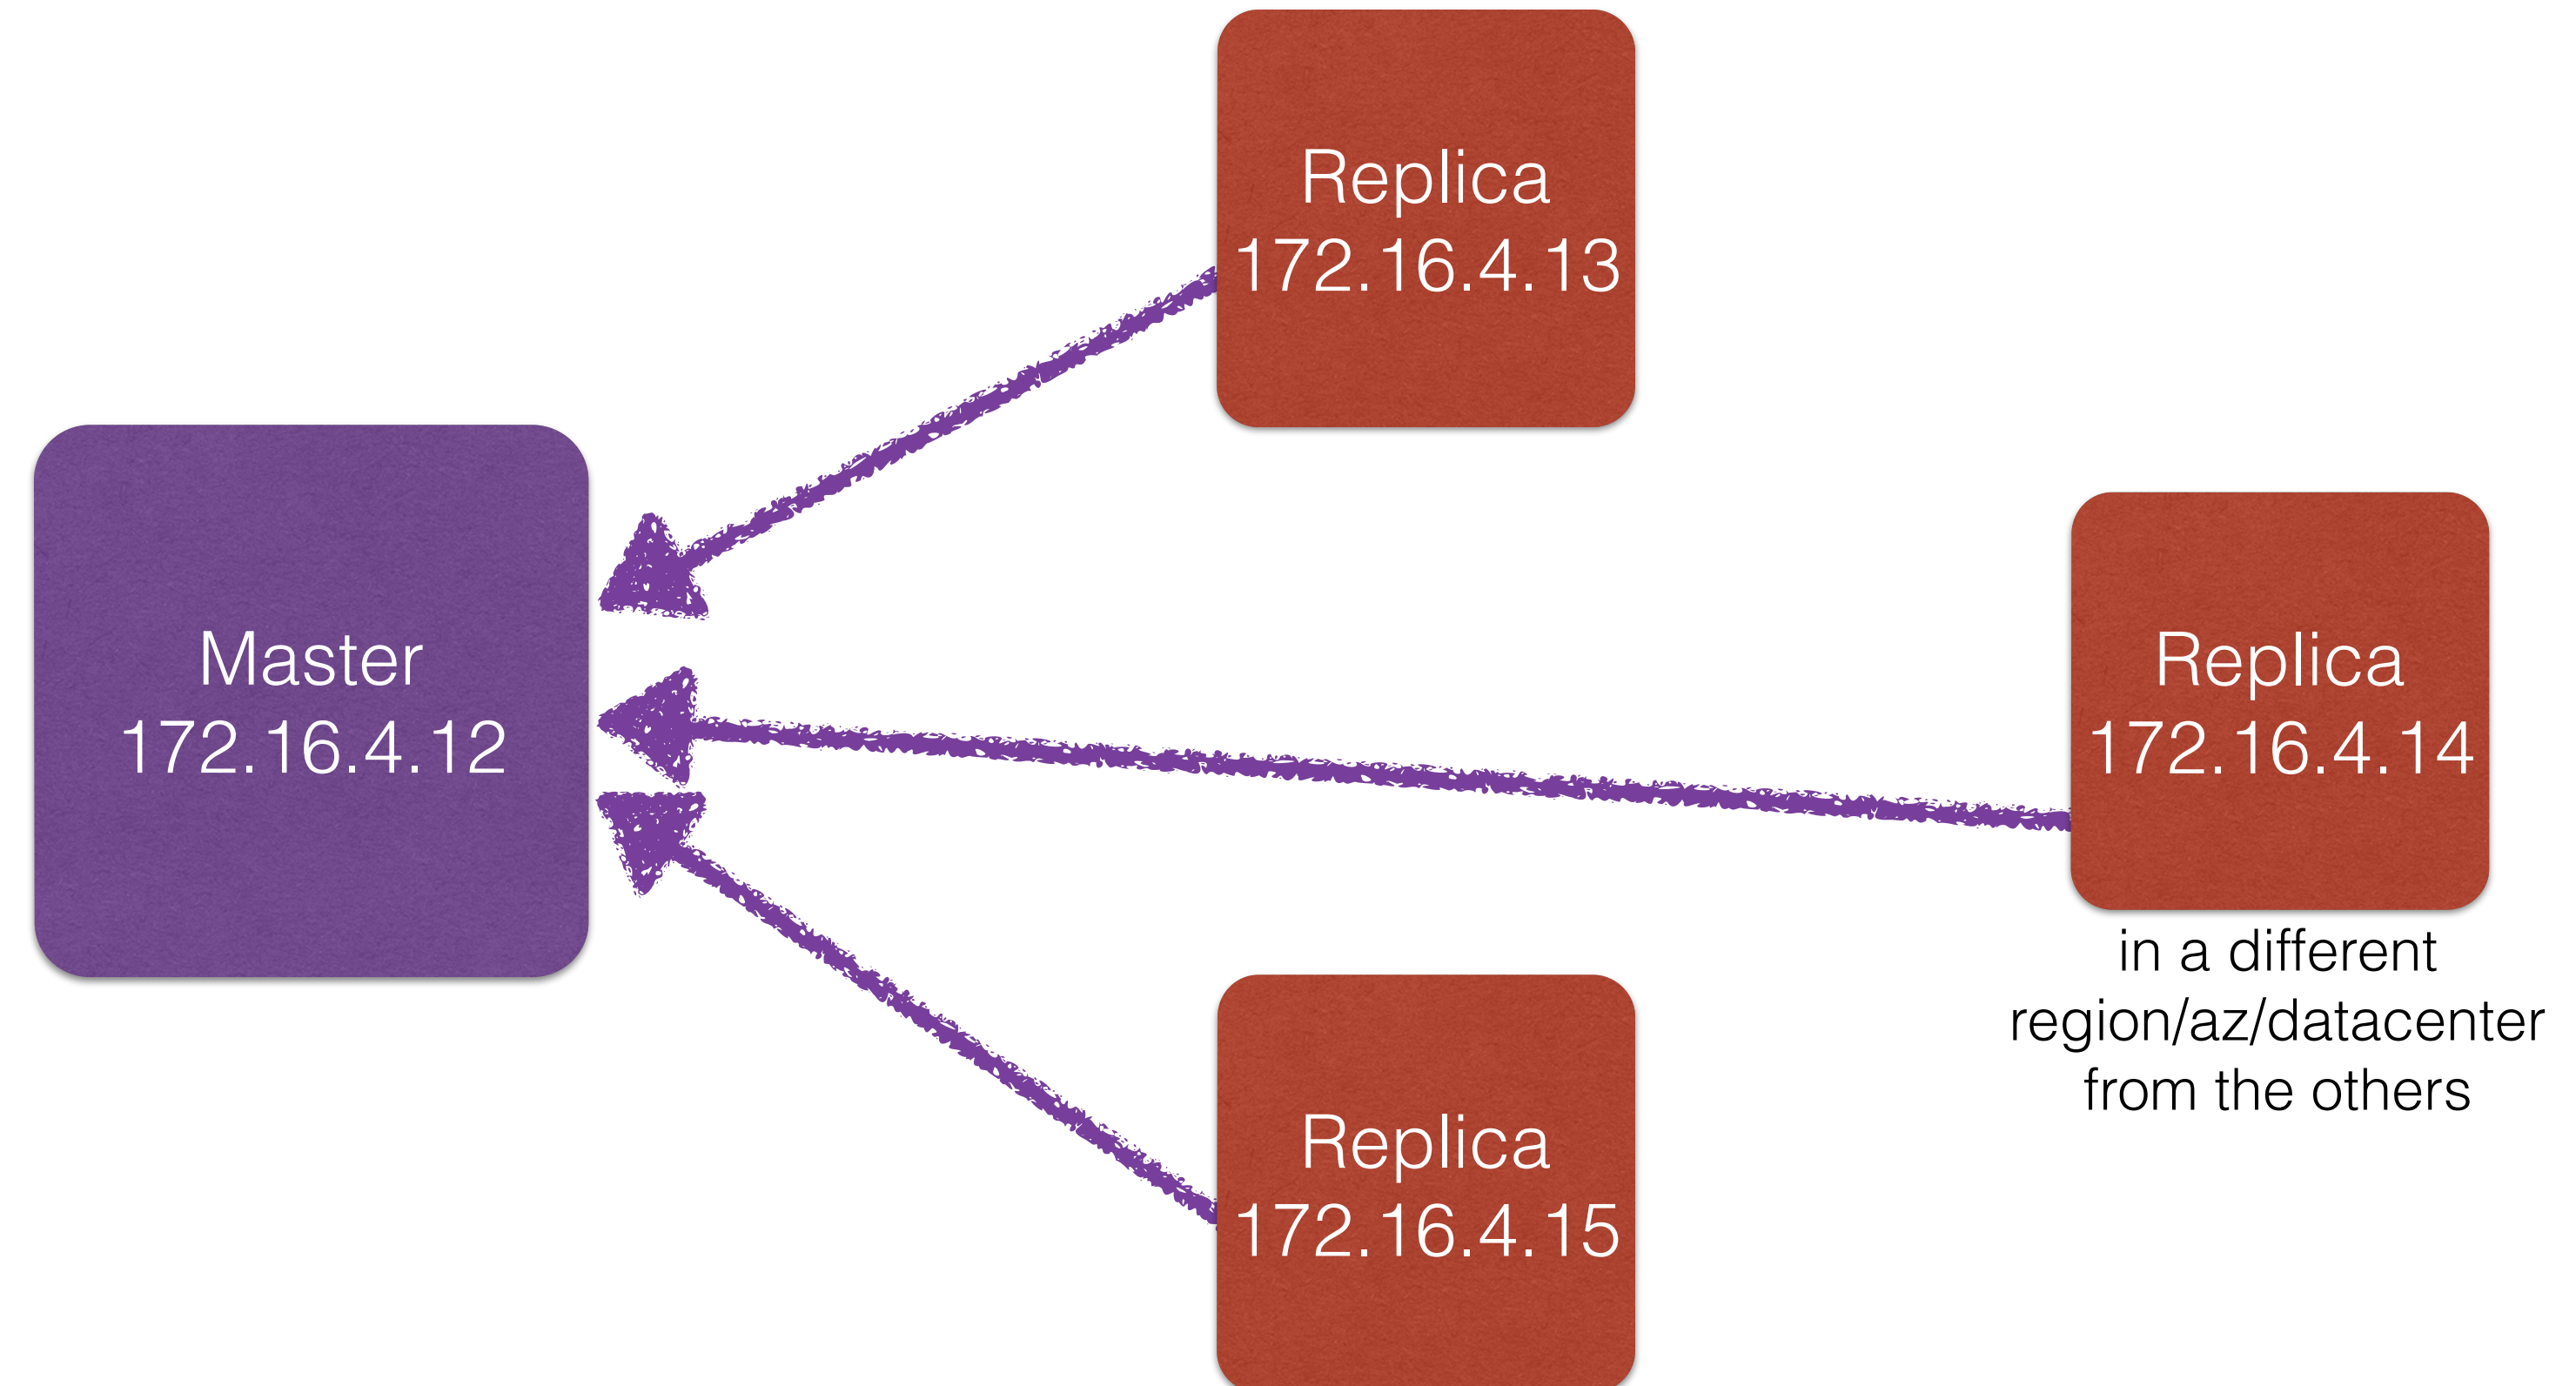 Replica
172.16.4.13
Master
172.16.4.12
Replica
172.16.4.14
in a different
region/az/datacenter
from the others
Replica
172.16.4.15